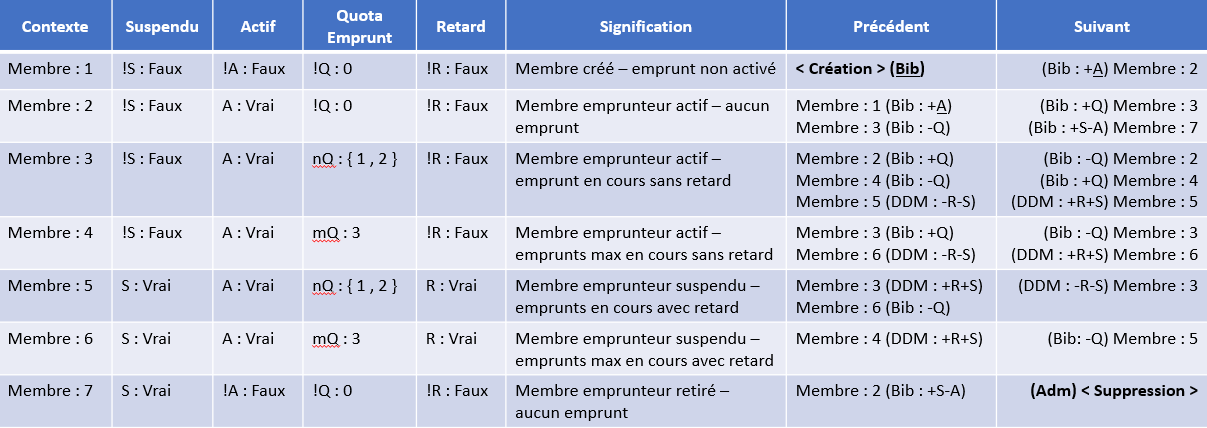 Contexte Suspendu Actif Quota Emprunt Retard Signification Précédent Suivant
Membre : 1 !S : Faux !A : Faux !Q : 0 !R : Faux Membre créé – emprunt non activé < Création > (Bib) (Bib : +A) Membre : 2
Membre : 2 !S : Faux A : Vrai !Q : 0 !R : Faux Membre emprunteur actif – aucun Membre : 1 (Bib : +A) (Bib : +Q) Membre : 3
emprunt Membre : 3 (Bib : -Q) (Bib : +S-A) Membre : 7
Membre : 3 !S : Faux A : Vrai nQ : { 1 , 2 } !R : Faux Membre emprunteur actif – Membre : 2 (Bib : +Q) (Bib : -Q) Membre : 2
emprunt en cours sans retard Membre : 4 (Bib : -Q) (Bib : +Q) Membre : 4
Membre : 5 (DDM : -R-S) (DDM : +R+S) Membre : 5
Membre : 4 !S : Faux A : Vrai mQ : 3 !R : Faux Membre emprunteur actif – Membre : 3 (Bib : +Q) (Bib : -Q) Membre : 3
emprunts max en cours sans retard Membre : 6 (DDM : -R-S) (DDM : +R+S) Membre : 6
Membre : 5 S : Vrai A : Vrai nQ : { 1 , 2 } R : Vrai Membre emprunteur suspendu – Membre : 3 (DDM : +R+S) (DDM : -R-S) Membre : 3
emprunts en cours avec retard Membre : 6 (Bib : -Q)
Membre : 6 S : Vrai A : Vrai mQ : 3 R : Vrai Membre emprunteur suspendu – Membre : 4 (DDM : +R+S) (Bib: -Q) Membre : 5
emprunts max en cours avec retard
Membre : 7 S : Vrai !A : Faux !Q : 0 !R : Faux Membre emprunteur retiré – Membre : 2 (Bib : +S-A) (Adm) < Suppression >
aucun emprunt